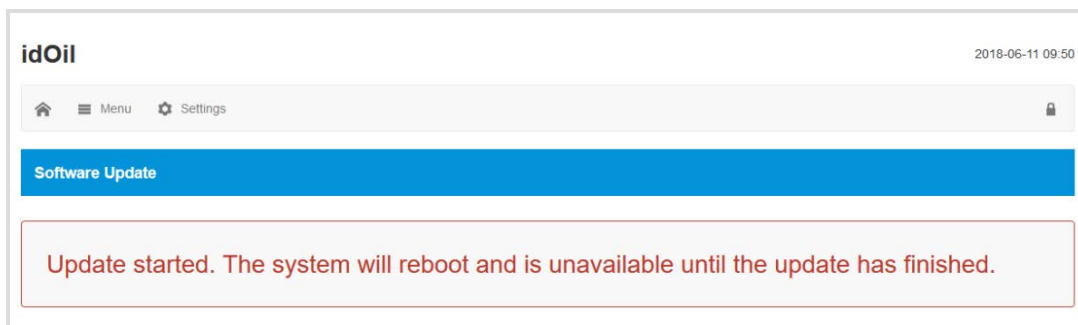 idOil
2018-06-11 09:50
Menu Settings
Software Update
Update started. The system will reboot and is unavailable until the update has finished.